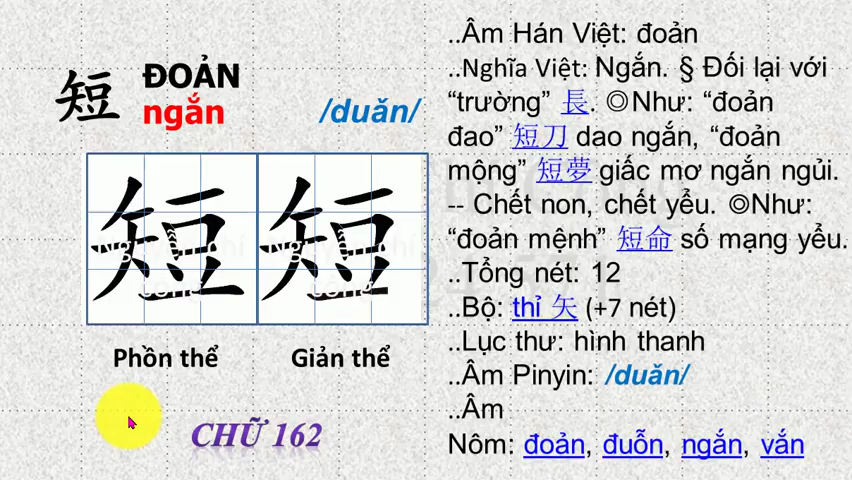 短
ĐOẢN
ngắn
/duǎn/
短 短
Phồn thể
Giản thể
CHỮ 162
..Âm Hán Việt: đoản
..Nghĩa Việt: Ngắn. § Đối lại với
“trường” 長. ◎Như: “đoản
đao” 短刀 dao ngắn, “đoản
mộng” 短夢 giấc mơ ngắn ngủi.
-- Chết non, chết yểu. ◎Như:
“đoản mệnh” 短命 số mạng yểu.
..Tổng nét: 12
..Bộ: thỉ 矢 (+7 nét)
..Lục thư: hình thanh
..Âm Pinyin: /duǎn/
..Âm
Nôm: đoản, đuỗn, ngắn, vắn